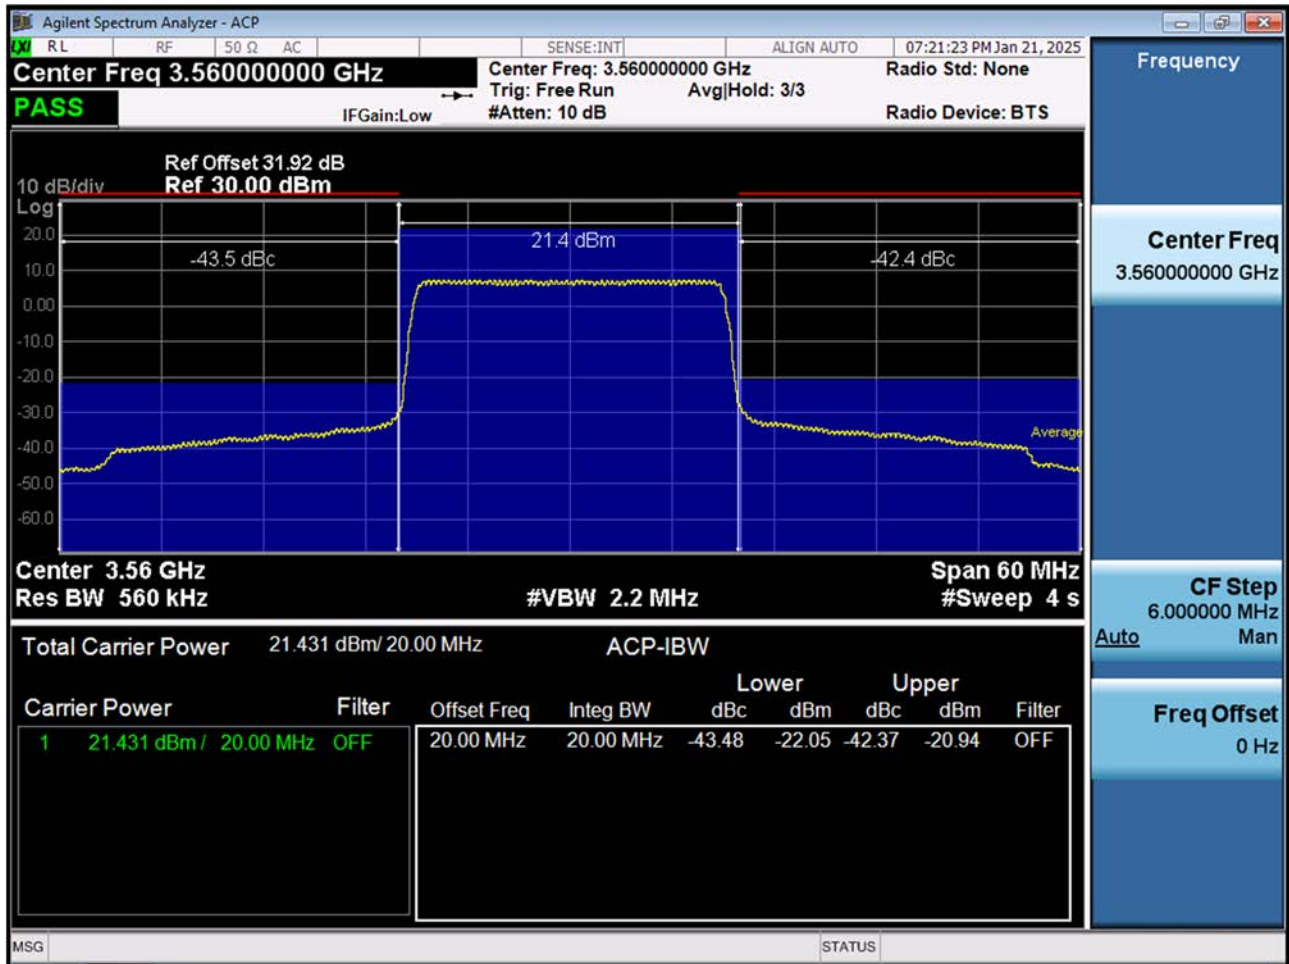 Agilent Spectrum Analyzer - ACP
LXI RL RF 50 Ω AC SENSE:INT ALIGN AUTO 07:21:23 PM Jan 21, 2025
Center Freq 3.560000000 GHz
Center Freq: 3.560000000 GHz
Radio Std: None
Trig: Free Run Avg|Hold: 3/3
PASS
IFGain:Low
#Atten: 10 dB
Radio Device: BTS
Ref Offset 31.92 dB
10 dB/div Ref 30.00 dBm
Log
20.0
10.0
0.00
-10.0
-20.0
-30.0
-40.0
-50.0
-60.0
-43.5 dBc
21.4 dBm
-42.4 dBc
Average
Center 3.56 GHz
Span 60 MHz
Res BW 560 kHz
#VBW 2.2 MHz
#Sweep 4 s
Total Carrier Power 21.431 dBm/ 20.00 MHz ACP-IBW
Lower Upper
Carrier Power Filter Offset Freq Integ BW dBc dBm dBc dBm Filter
1 21.431 dBm / 20.00 MHz OFF 20.00 MHz 20.00 MHz -43.48 -22.05 -42.37 -20.94 OFF
MSG STATUS
Frequency
Center Freq
3.560000000 GHz
CF Step
6.000000 MHz
Auto Man
Freq Offset
0 Hz